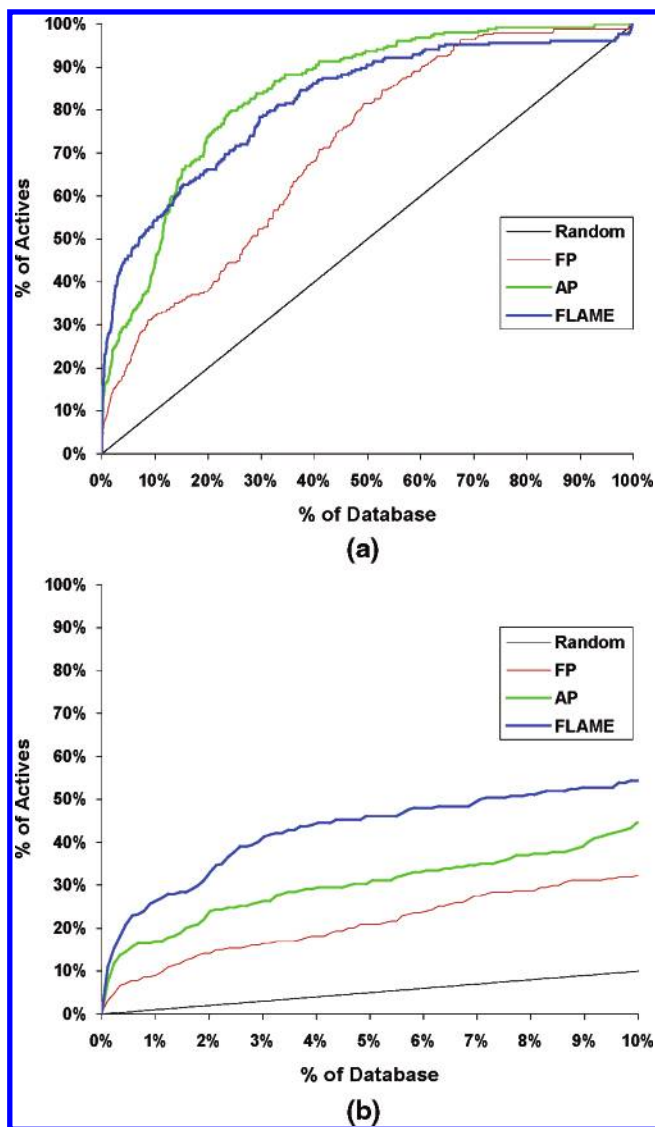 100%
90%
80%
70%
60%
50%
40%
30%
20%
10%
0%
% of Actives
Random
FP
AP
FLAME
0% 10% 20% 30% 40% 50% 60% 70% 80% 90% 100%
% of Database
(a)
100%
90%
80%
70%
60%
50%
40%
30%
20%
10%
0%
% of Actives
Random
FP
AP
FLAME
0% 1% 2% 3% 4% 5% 6% 7% 8% 9% 10%
% of Database
(b)